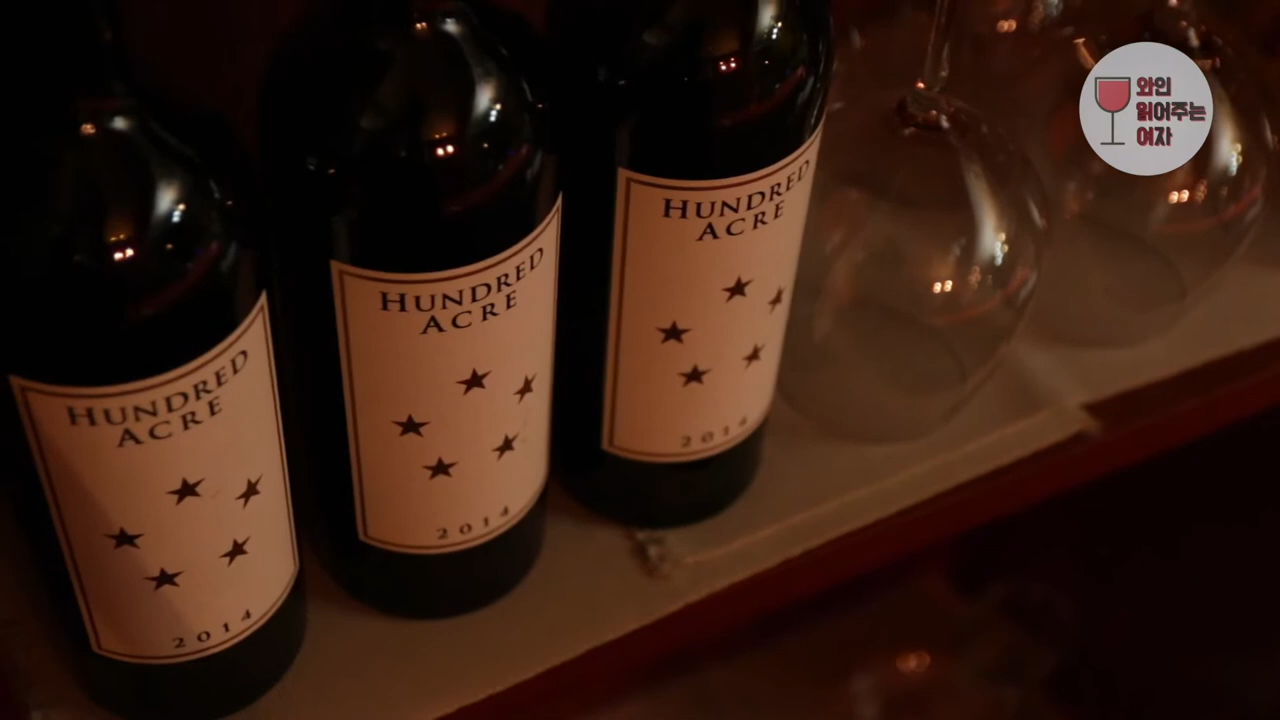 HUNDRED
ACRE
2014
HUNDRED
ACRE
2014
HUNDRED
ACRE
2014
와인
읽어주는
여자